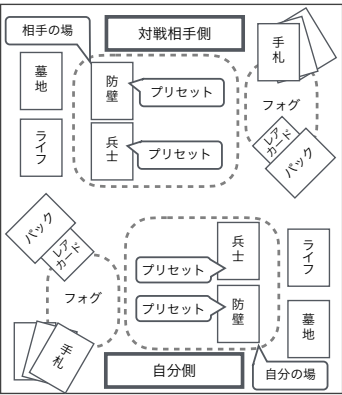 相手の場
対戦相手側
手札
墓地
防壁
プリセット
フォグ
ライフ
兵士
プリセット
レア
カード
パック
パック
レア
カード
兵士
ライフ
プリセット
フォグ
プリセット
防壁
墓地
手札
自分側
自分の場